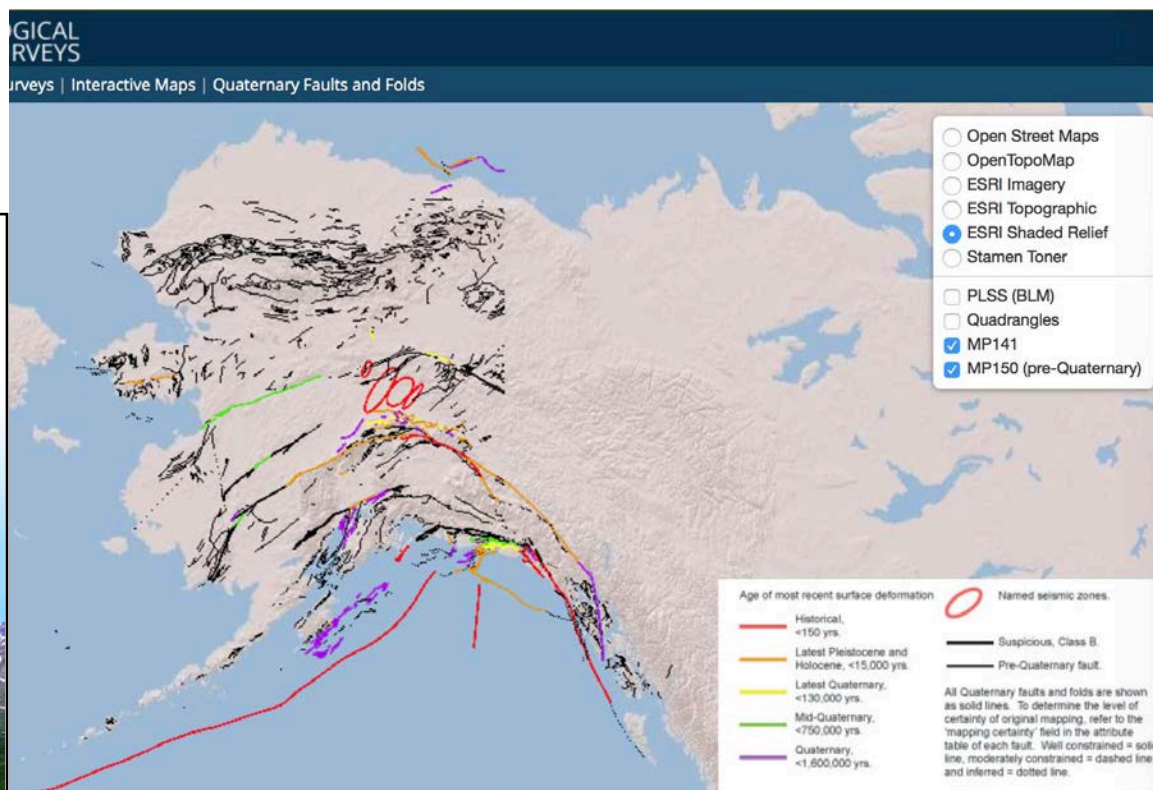 OGICAL
RVEYS
urveys | Interactive Maps | Quaternary Faults and Folds
Open Street Maps
OpenTopoMap
ESRI Imagery
ESRI Topographic
ESRI Shaded Relief
Stamen Toner
PLSS (BLM)
Quadrangles
MP141
MP150 (pre-Quaternary)
Age of most recent surface deformation
Historical,
<150 yrs.
Latest Pleistocene and
Holocene, <15,000 yrs.
Latest Quaternary,
<130,000 yrs.
Mid-Quaternary,
<750,000 yrs.
Quaternary,
<1,600,000 yrs.
Named seismic zones.
Suspicious, Class B.
Pre-Quaternary fault.
All Quaternary faults and folds are shown
as solid lines. To determine the level of
certainty of original mapping, refer to the
'mapping certainty' field in the attribute
table of each fault. Well constrained = soli
line, moderately constrained = dashed line
and inferred = dotted line.